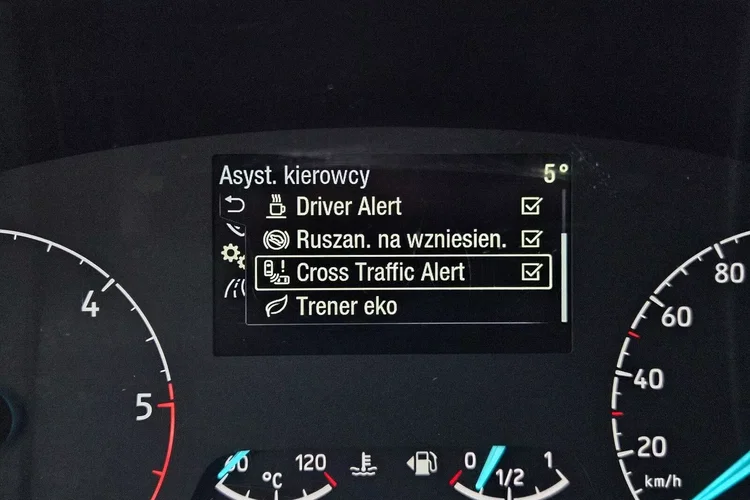 Asyst. kierowcy 5°
Driver Alert
Ruszan. na wzniesien.
Cross Traffic Alert
Trener eko
4
5
80
60
40
20
km/h
60 °C 120
0 1/2 1